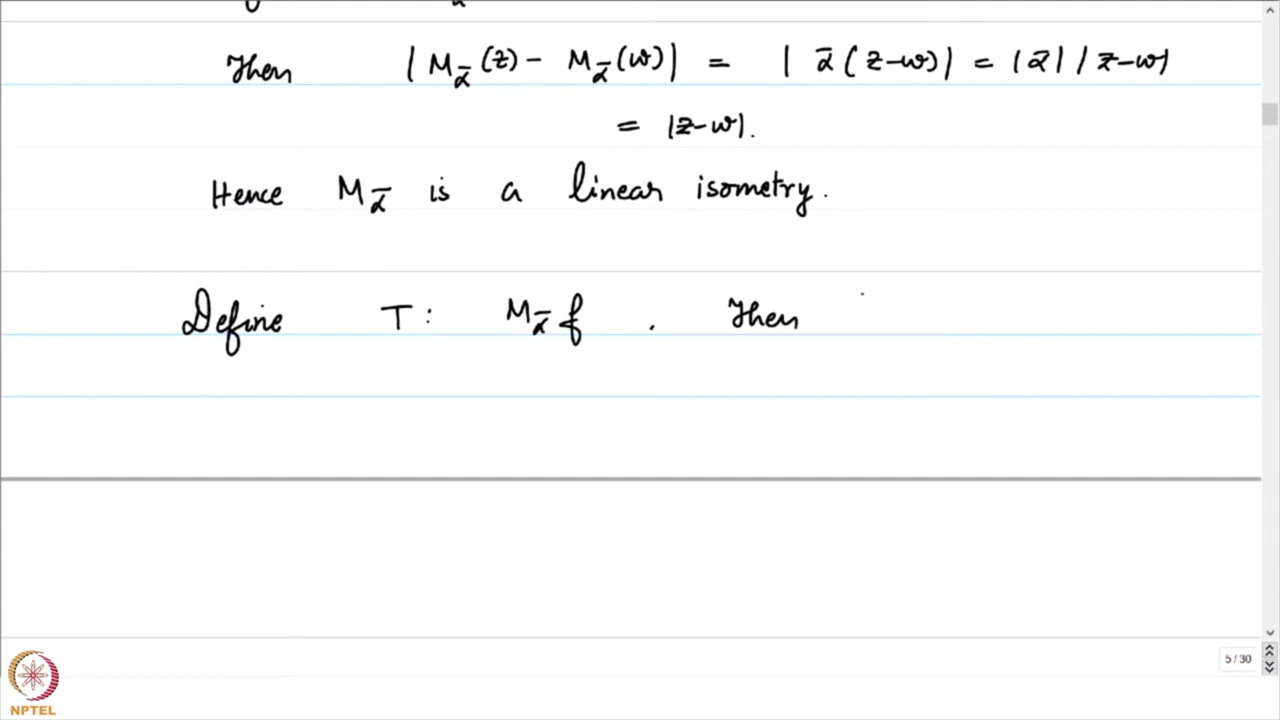 Then | M_ᾱ(z) - M_ᾱ(w) | = | ᾱ (z-w) | = |ᾱ| |z-w|
= |z-w|.
Hence M_ᾱ is a linear isometry.
Define T: M_ᾱ f . Then
5 / 30
NPTEL